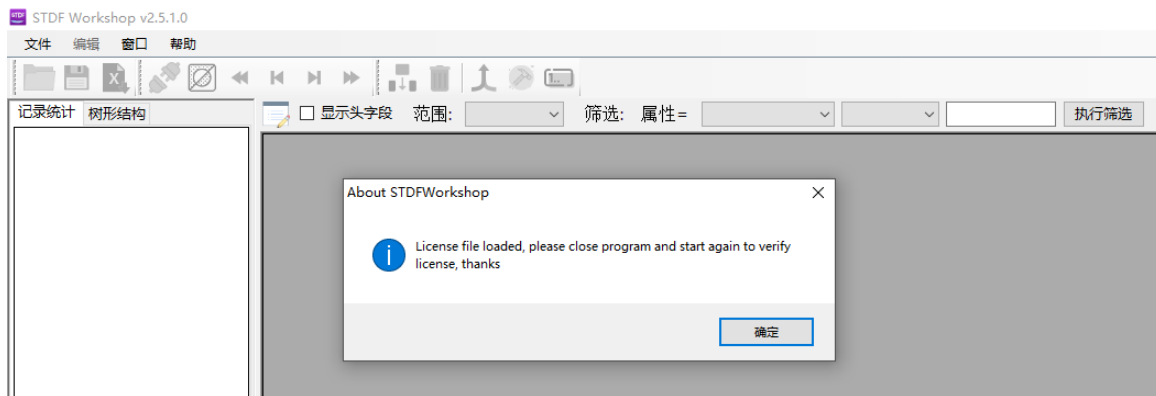 STDF Workshop v2.5.1.0
文件 编辑 窗口 帮助
记录统计 树形结构
显示头字段 范围: 筛选: 属性= 执行筛选
About STDFWorkshop
License file loaded, please close program and start again to verify
license, thanks
确定